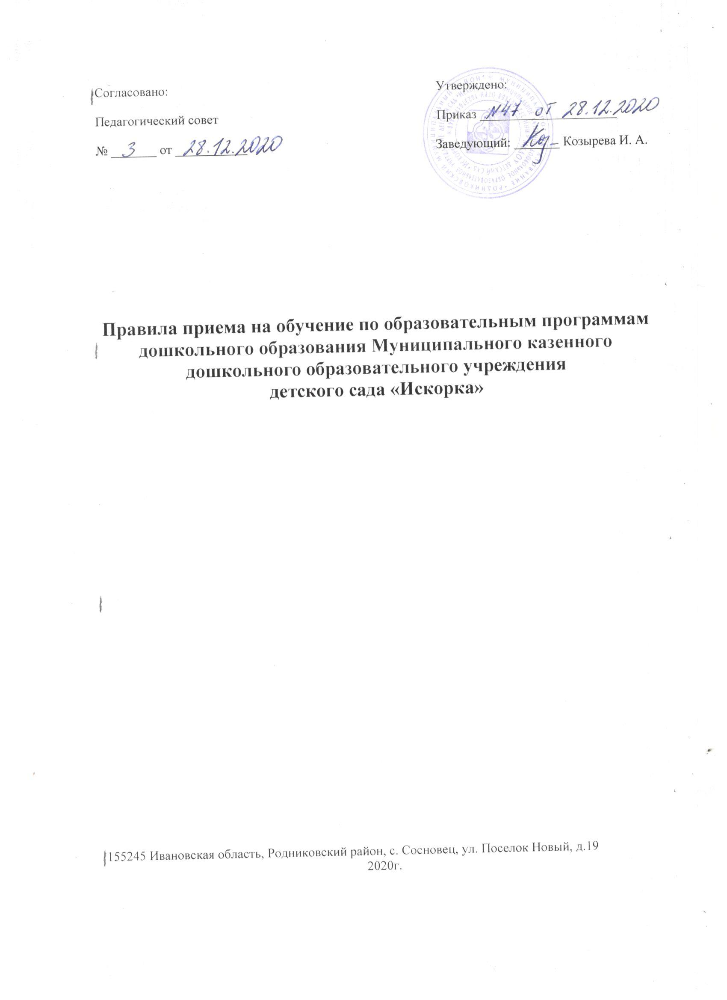 Согласовано:
Педагогический совет
№ 3 от 28.12.2020
Утверждено:
Приказ №47 от 28.12.2020
Заведующий: Козырева И. А.
Правила приема на обучение по образовательным программам
дошкольного образования Муниципального казенного
дошкольного образовательного учреждения
детского сада «Искорка»
155245 Ивановская область, Родниковский район, с. Сосновец, ул. Поселок Новый, д.19
2020г.